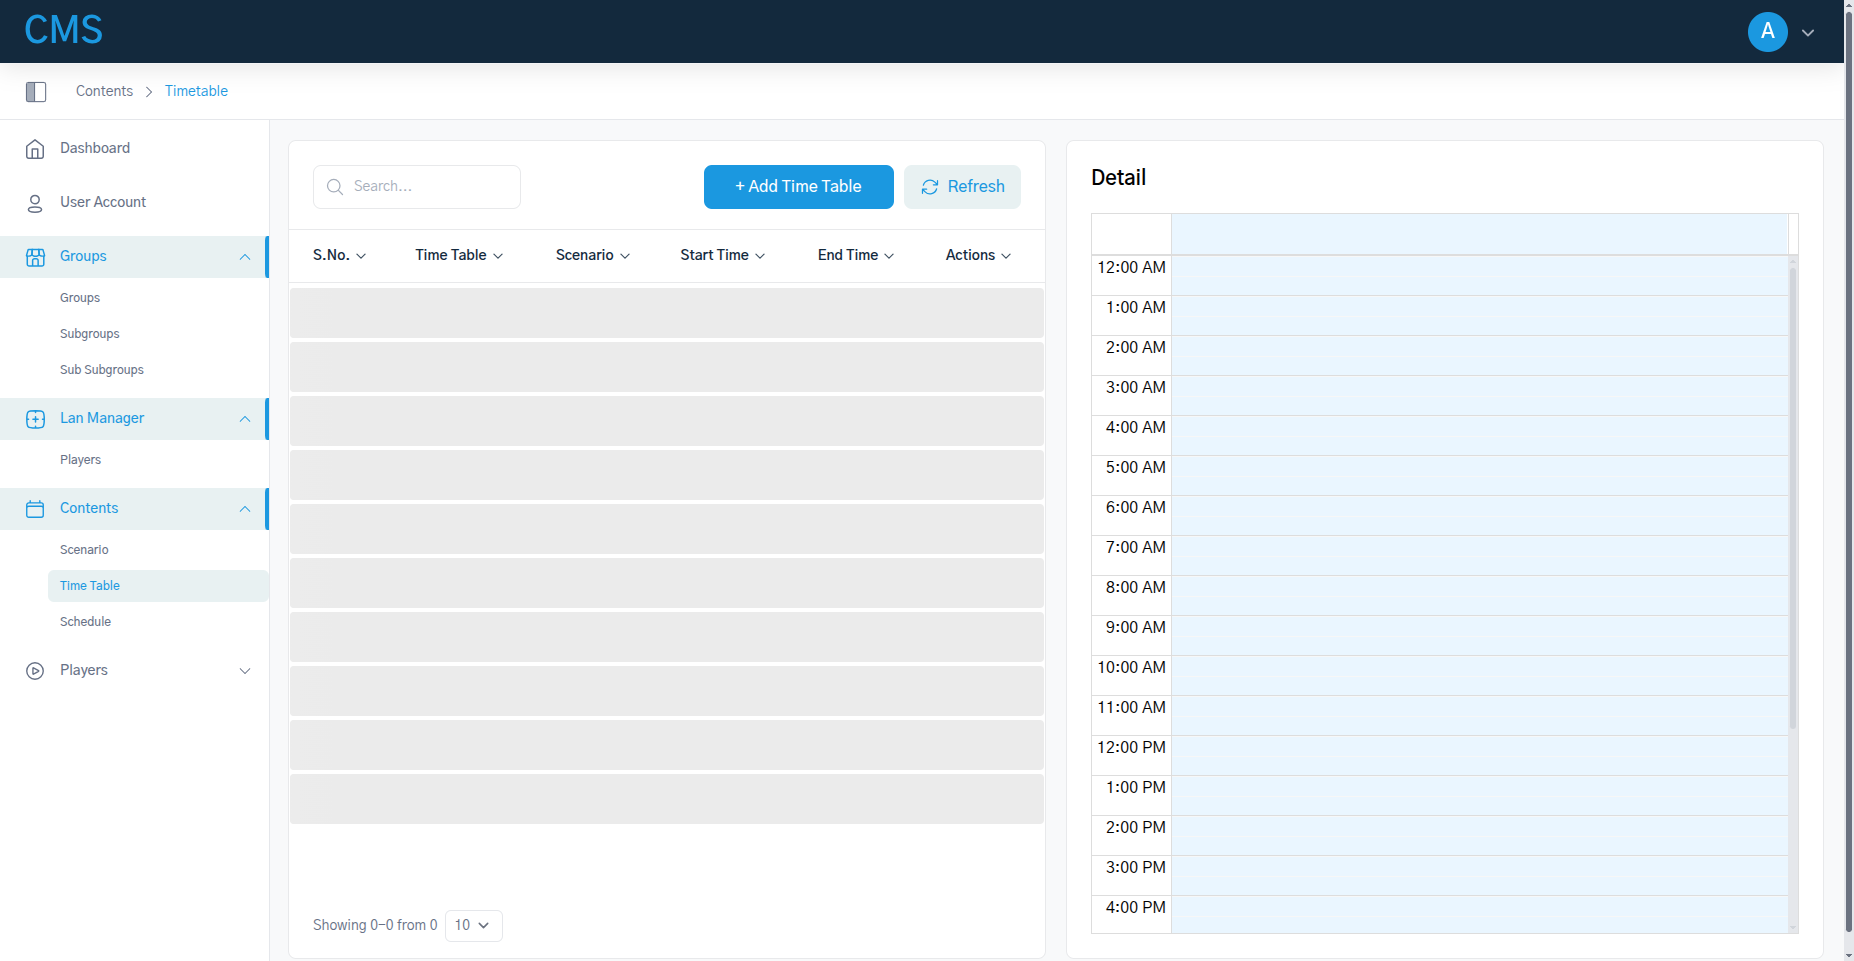 CMS
A
Contents > Timetable
Dashboard
User Account
Groups
Groups
Subgroups
Sub Subgroups
Lan Manager
Players
Contents
Scenario
Time Table
Schedule
Players
Search...
+ Add Time Table
Refresh
S.No. Time Table Scenario Start Time End Time Actions
Showing 0-0 from 0 10
Detail
12:00 AM
1:00 AM
2:00 AM
3:00 AM
4:00 AM
5:00 AM
6:00 AM
7:00 AM
8:00 AM
9:00 AM
10:00 AM
11:00 AM
12:00 PM
1:00 PM
2:00 PM
3:00 PM
4:00 PM